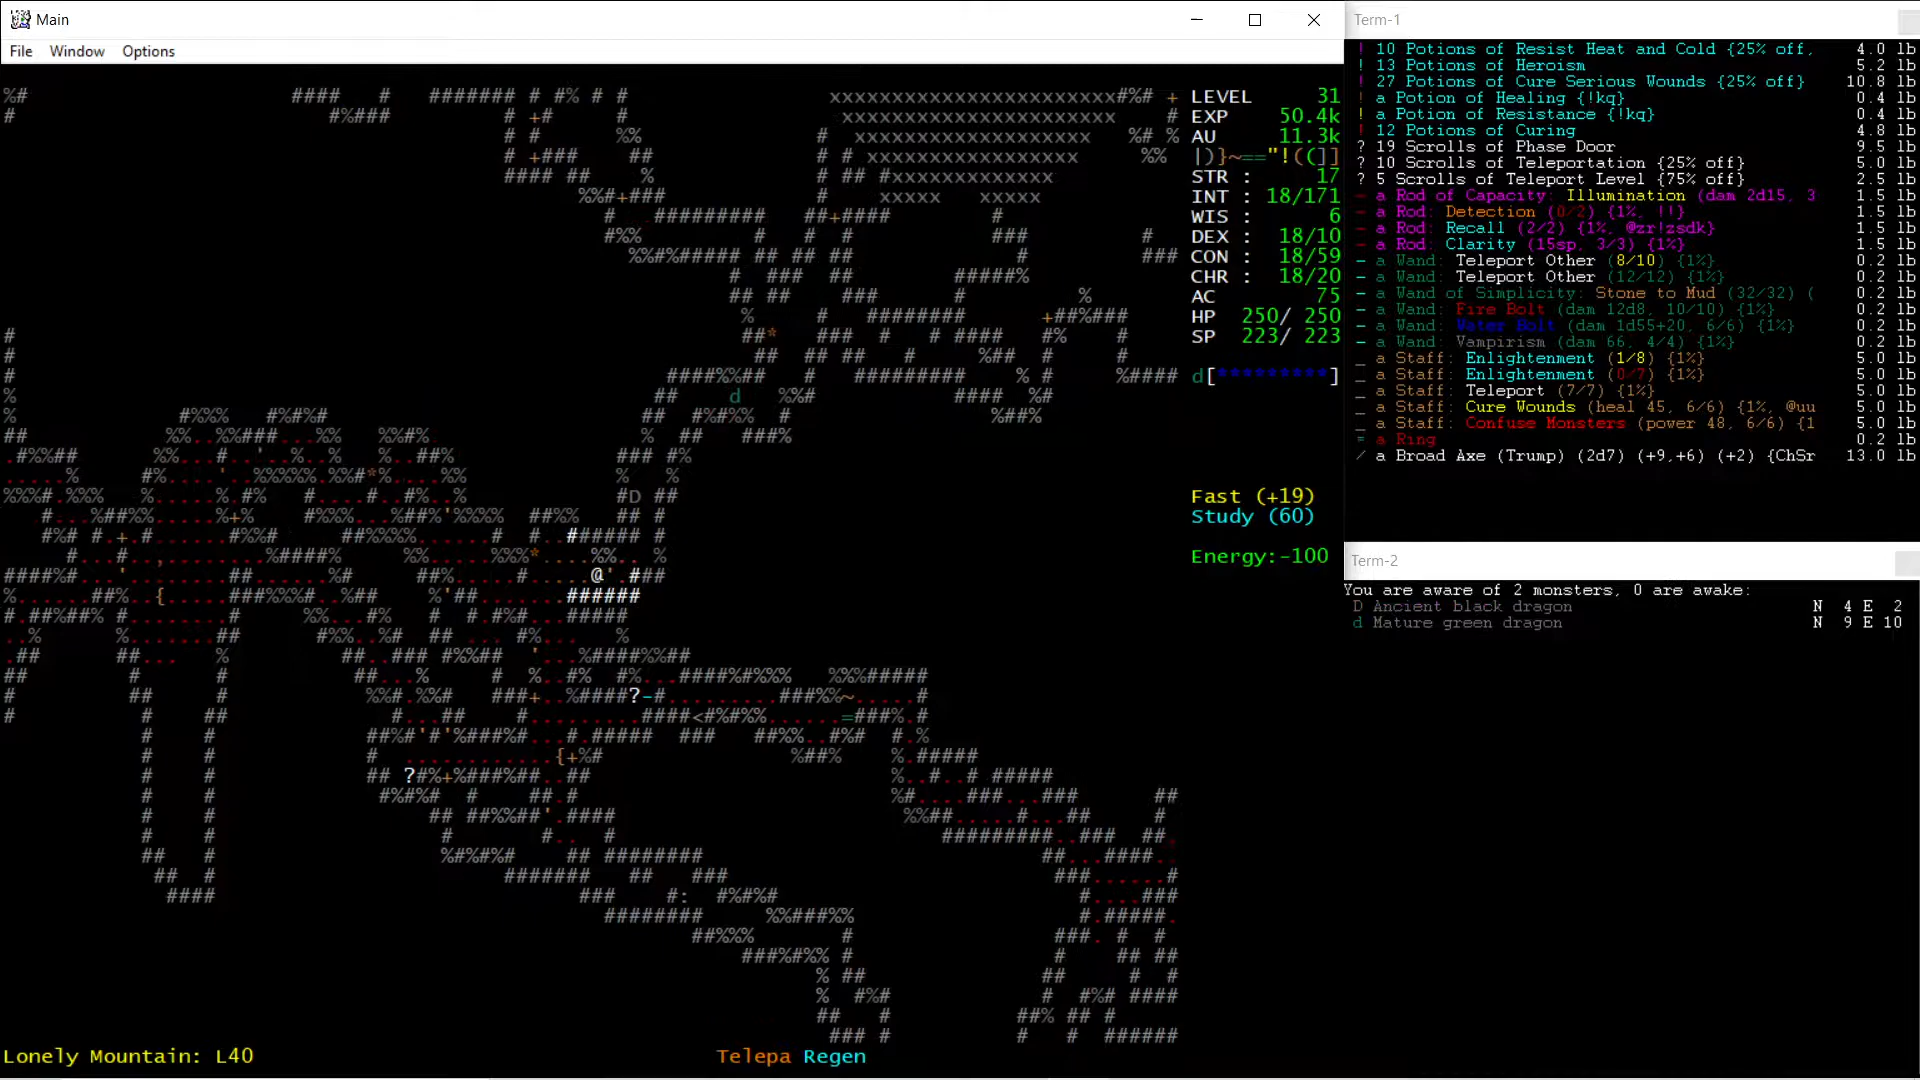 Main
File Window Options
LEVEL 31
EXP 50.4k
AU 11.3k
|)}~=="!((]]
STR : 17
INT : 18/171
WIS : 6
DEX : 18/10
CON : 18/59
CHR : 18/20
AC 75
HP 250/ 250
SP 223/ 223
d[*********]
Fast (+19)
Study (60)
Energy:-100
Lonely Mountain: L40
Telepa Regen
Term-1
! 10 Potions of Resist Heat and Cold {25% off, 4.0 lb
! 13 Potions of Heroism 5.2 lb
! 27 Potions of Cure Serious Wounds {25% off} 10.8 lb
! a Potion of Healing {!kq} 0.4 lb
! a Potion of Resistance {!kq} 0.4 lb
! 12 Potions of Curing 4.8 lb
? 19 Scrolls of Phase Door 9.5 lb
? 10 Scrolls of Teleportation {25% off} 5.0 lb
? 5 Scrolls of Teleport Level {75% off} 2.5 lb
- a Rod of Capacity: Illumination (dam 2d15, 3 1.5 lb
- a Rod: Detection (0/2) {1%, !!} 1.5 lb
- a Rod: Recall (2/2) {1%, @zr!zsdk} 1.5 lb
- a Rod: Clarity (15sp, 3/3) {1%} 1.5 lb
- a Wand: Teleport Other (8/10) {1%} 0.2 lb
- a Wand: Teleport Other (12/12) {1%} 0.2 lb
- a Wand of Simplicity: Stone to Mud (32/32) ( 0.2 lb
- a Wand: Fire Bolt (dam 12d8, 10/10) {1%} 0.2 lb
- a Wand: Water Bolt (dam 1d55+20, 6/6) {1%} 0.2 lb
- a Wand: Vampirism (dam 66, 4/4) {1%} 0.2 lb
_ a Staff: Enlightenment (1/8) {1%} 5.0 lb
_ a Staff: Enlightenment (0/7) {1%} 5.0 lb
_ a Staff: Teleport (7/7) {1%} 5.0 lb
_ a Staff: Cure Wounds (heal 45, 6/6) {1%, @uu 5.0 lb
_ a Staff: Confuse Monsters (power 48, 6/6) {1 5.0 lb
= a Ring 0.2 lb
/ a Broad Axe (Trump) (2d7) (+9,+6) (+2) {ChSr 13.0 lb
Term-2
You are aware of 2 monsters, 0 are awake:
D Ancient black dragon N 4 E 2
d Mature green dragon N 9 E 10